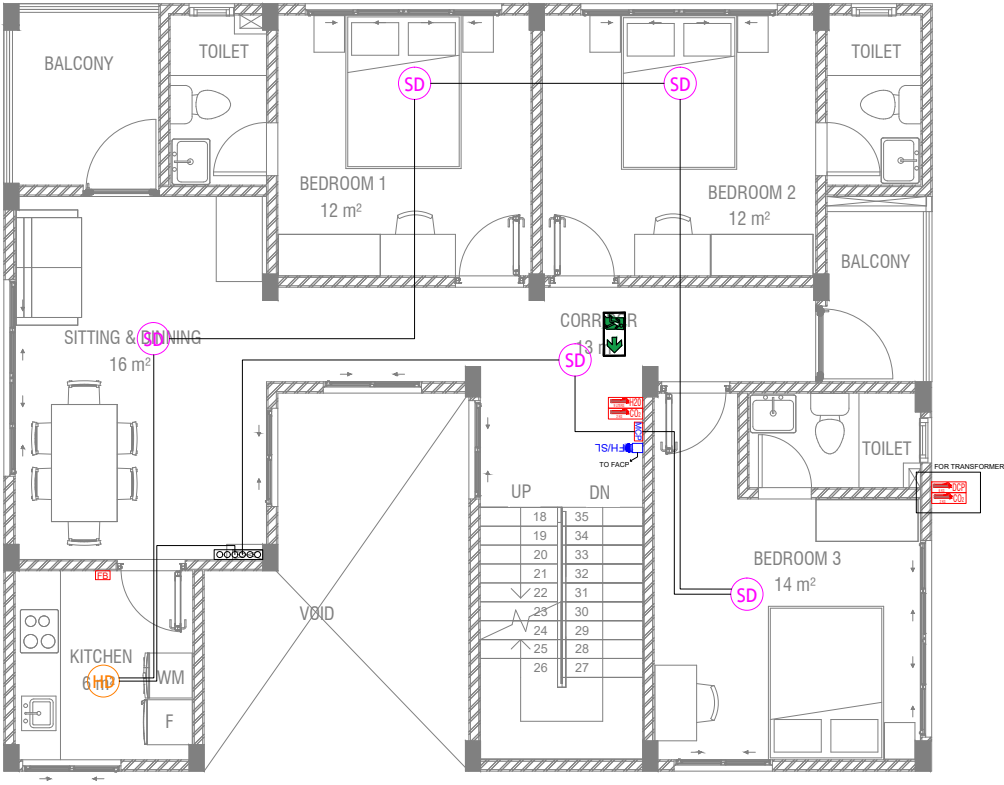 BALCONY
TOILET
TOILET
SD
SD
BEDROOM 1
12 m²
BEDROOM 2
12 m²
BALCONY
SITTING & DINING
SD
16 m²
CORRIDOR
13 m²
SD
H20
CO₂
MCP
FH/SL
TO FACP
TOILET
FOR TRANSFORMER
DCP
CO₂
UP
DN
18 35
19 34
20 33
21 32
22 31
23 30
24 29
25 28
26 27
BEDROOM 3
14 m²
SD
FB
VOID
KITCHEN
6 m²
HD
WM
F